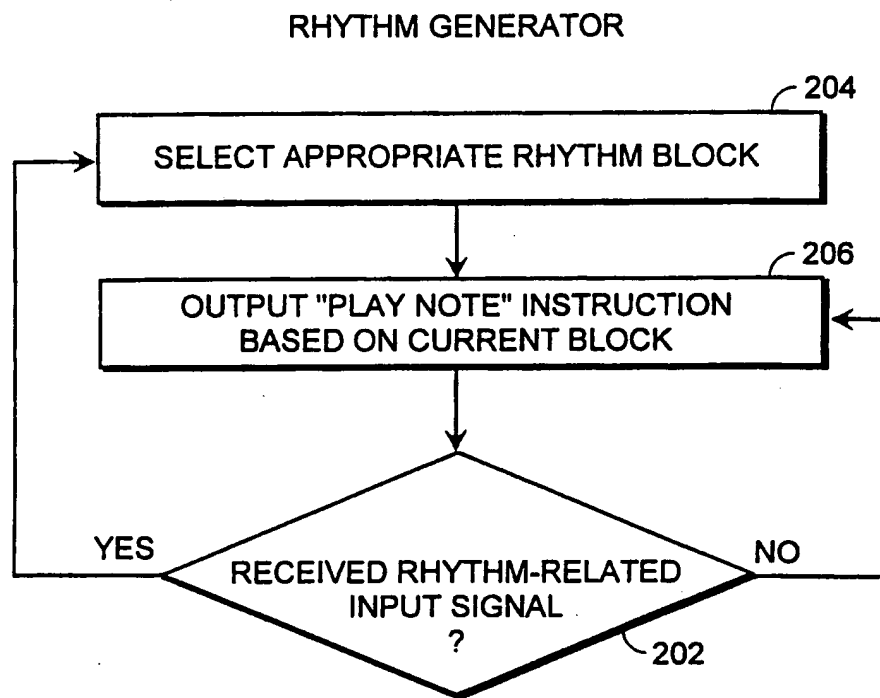 RHYTHM GENERATOR
204
SELECT APPROPRIATE RHYTHM BLOCK
206
OUTPUT "PLAY NOTE" INSTRUCTION
BASED ON CURRENT BLOCK
YES
NO
RECEIVED RHYTHM-RELATED
INPUT SIGNAL
?
202